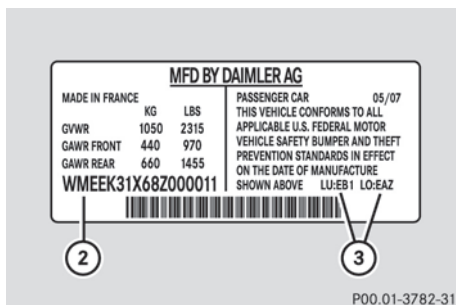 MFD BY DAIMLER AG
MADE IN FRANCE
KG LBS
GVWR 1050 2315
GAWR FRONT 440 970
GAWR REAR 660 1455
WMEEK31X68Z000011
PASSENGER CAR 05/07
THIS VEHICLE CONFORMS TO ALL
APPLICABLE U.S. FEDERAL MOTOR
VEHICLE SAFETY BUMPER AND THEFT
PREVENTION STANDARDS IN EFFECT
ON THE DATE OF MANUFACTURE
SHOWN ABOVE LU:EB1 LO:EAZ
2
3
P00.01-3782-31